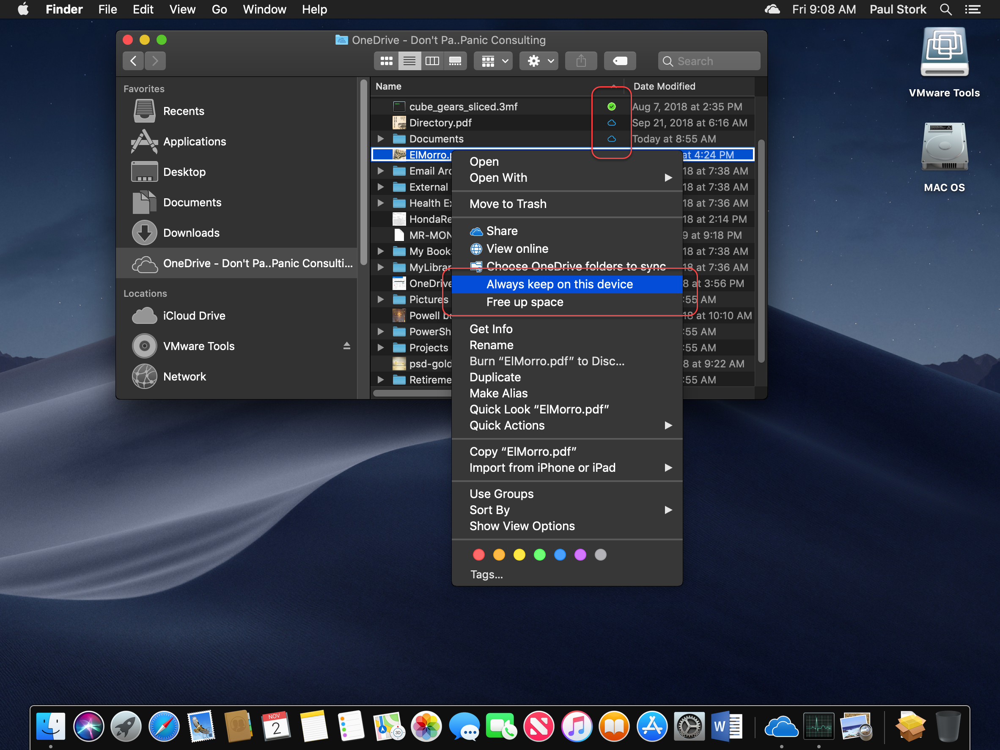 Finder File Edit View Go Window Help Fri 9:08 AM Paul Stork
OneDrive - Don't Pa..Panic Consulting
Search
VMware Tools
MAC OS
Favorites
Recents
Applications
Desktop
Documents
Downloads
OneDrive - Don't Pa..Panic Consulti...
Locations
iCloud Drive
VMware Tools
Network
Name Date Modified
cube_gears_sliced.3mf Aug 7, 2018 at 2:35 PM
Directory.pdf Sep 21, 2018 at 6:16 AM
Documents Today at 8:55 AM
ElMorro. at 4:24 PM
Email Arc 18 at 7:38 AM
External 18 at 7:38 AM
Health Ex 18 at 7:36 AM
HondaRe 18 at 2:14 PM
MR-MON 9 at 9:18 PM
My Book 18 at 7:38 AM
MyLibrar 18 at 7:36 AM
OneDrive 8 at 3:56 PM
Pictures :55 AM
Powell bo 18 at 10:10 AM
PowerSh :55 AM
Projects :55 AM
psd-gold 8 at 9:22 AM
Retireme :55 AM
Open
Open With
Move to Trash
Share
View online
Choose OneDrive folders to sync
Always keep on this device
Free up space
Get Info
Rename
Burn “ElMorro.pdf” to Disc...
Duplicate
Make Alias
Quick Look “ElMorro.pdf”
Quick Actions
Copy “ElMorro.pdf”
Import from iPhone or iPad
Use Groups
Sort By
Show View Options
Tags...
NOV
2
3D
W